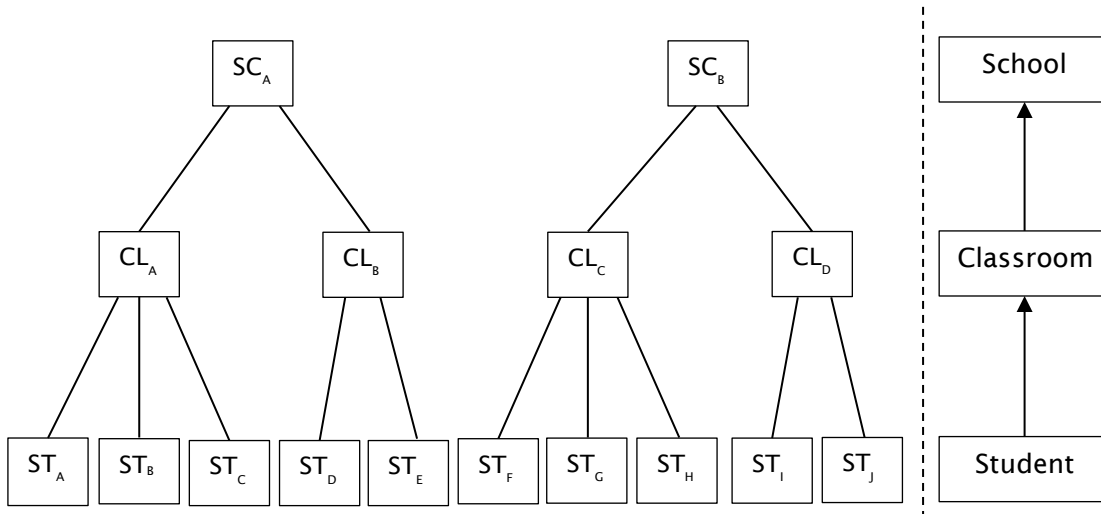 SC_A SC_B School
CL_A CL_B CL_C CL_D Classroom
ST_A ST_B ST_C ST_D ST_E ST_F ST_G ST_H ST_I ST_J Student